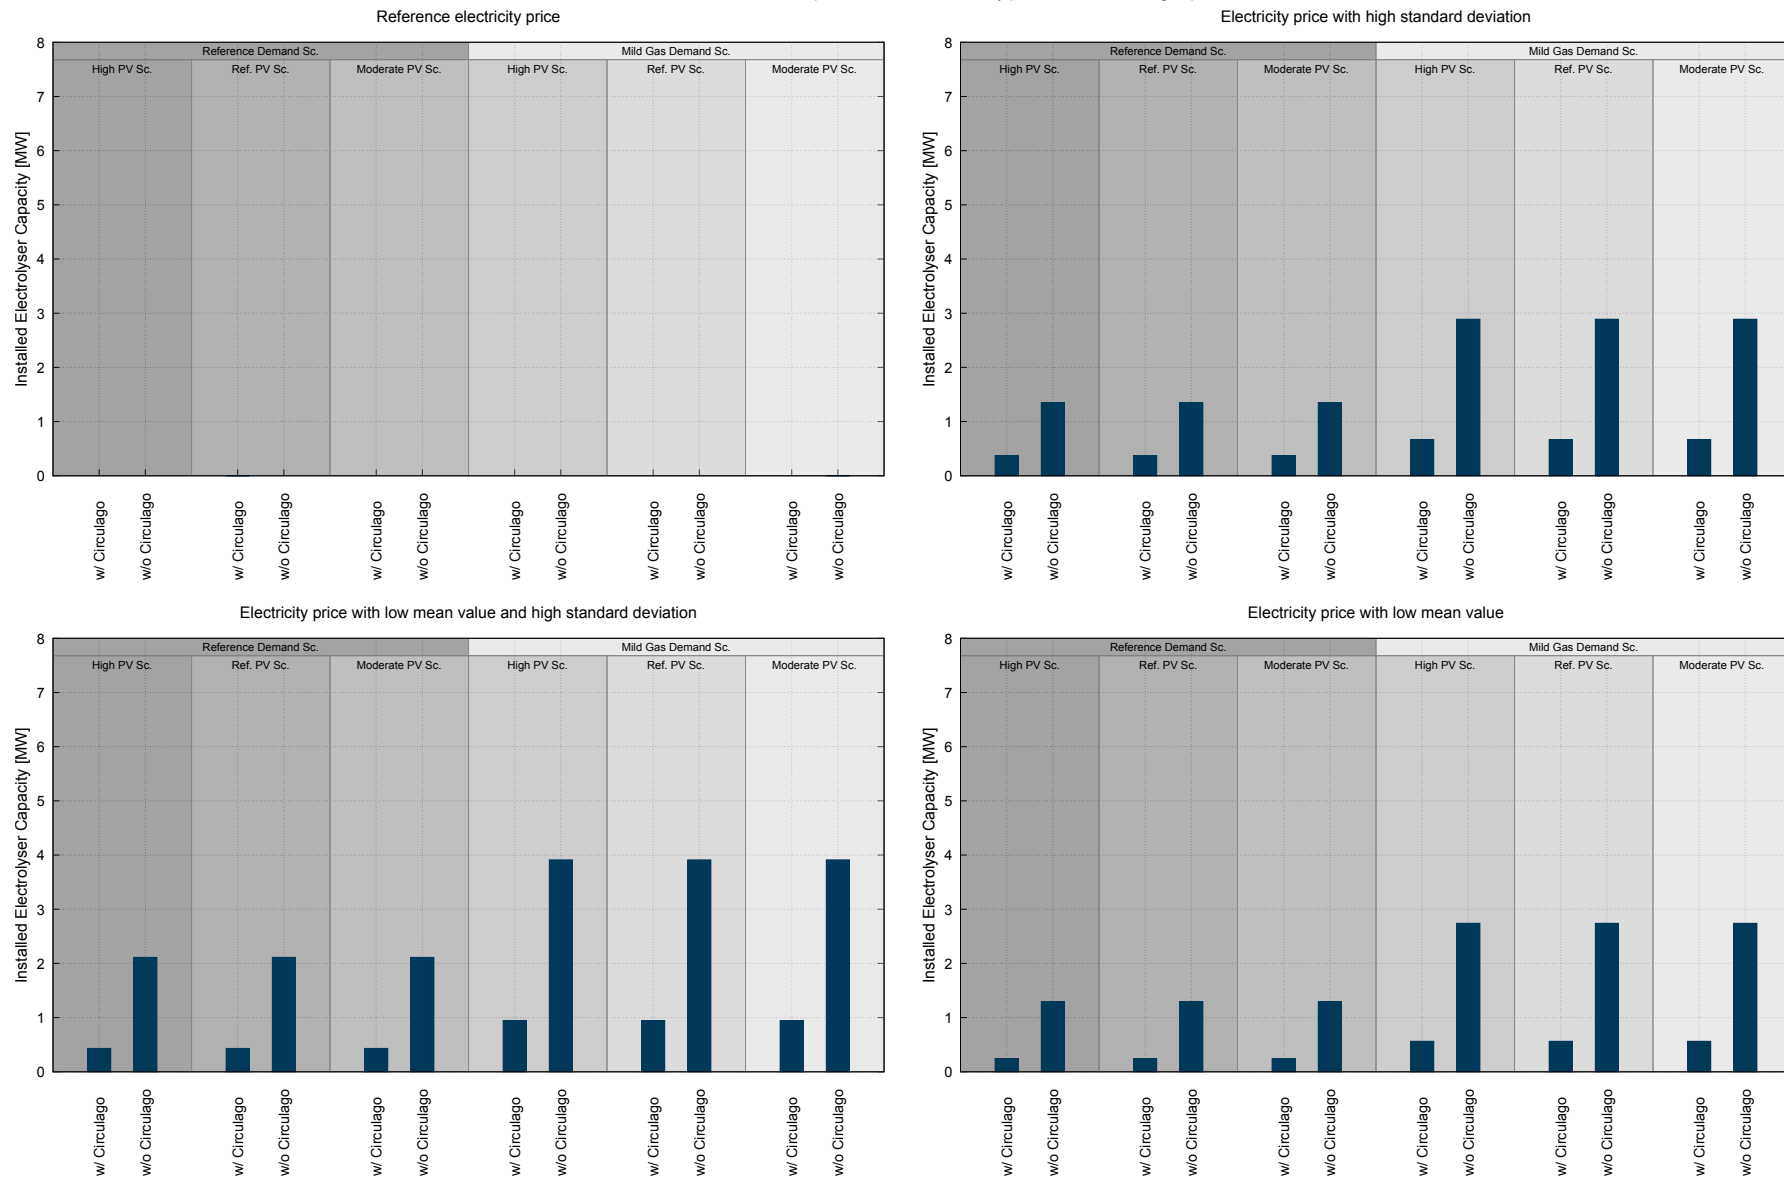 Reference electricity price
8
7
6
5
4
3
2
1
0
Installed Electrolyser Capacity [MW]
Reference Demand Sc.
Mild Gas Demand Sc.
High PV Sc.
Ref. PV Sc.
Moderate PV Sc.
High PV Sc.
Ref. PV Sc.
Moderate PV Sc.
w/ Circulago
w/o Circulago
w/ Circulago
w/o Circulago
w/ Circulago
w/o Circulago
w/ Circulago
w/o Circulago
w/ Circulago
w/o Circulago
w/ Circulago
w/o Circulago
Electricity price with high standard deviation
8
7
6
5
4
3
2
1
0
Installed Electrolyser Capacity [MW]
Reference Demand Sc.
Mild Gas Demand Sc.
High PV Sc.
Ref. PV Sc.
Moderate PV Sc.
High PV Sc.
Ref. PV Sc.
Moderate PV Sc.
w/ Circulago
w/o Circulago
w/ Circulago
w/o Circulago
w/ Circulago
w/o Circulago
w/ Circulago
w/o Circulago
w/ Circulago
w/o Circulago
w/ Circulago
w/o Circulago
Electricity price with low mean value and high standard deviation
8
7
6
5
4
3
2
1
0
Installed Electrolyser Capacity [MW]
Reference Demand Sc.
Mild Gas Demand Sc.
High PV Sc.
Ref. PV Sc.
Moderate PV Sc.
High PV Sc.
Ref. PV Sc.
Moderate PV Sc.
w/ Circulago
w/o Circulago
w/ Circulago
w/o Circulago
w/ Circulago
w/o Circulago
w/ Circulago
w/o Circulago
w/ Circulago
w/o Circulago
w/ Circulago
w/o Circulago
Electricity price with low mean value
8
7
6
5
4
3
2
1
0
Installed Electrolyser Capacity [MW]
Reference Demand Sc.
Mild Gas Demand Sc.
High PV Sc.
Ref. PV Sc.
Moderate PV Sc.
High PV Sc.
Ref. PV Sc.
Moderate PV Sc.
w/ Circulago
w/o Circulago
w/ Circulago
w/o Circulago
w/ Circulago
w/o Circulago
w/ Circulago
w/o Circulago
w/ Circulago
w/o Circulago
w/ Circulago
w/o Circulago